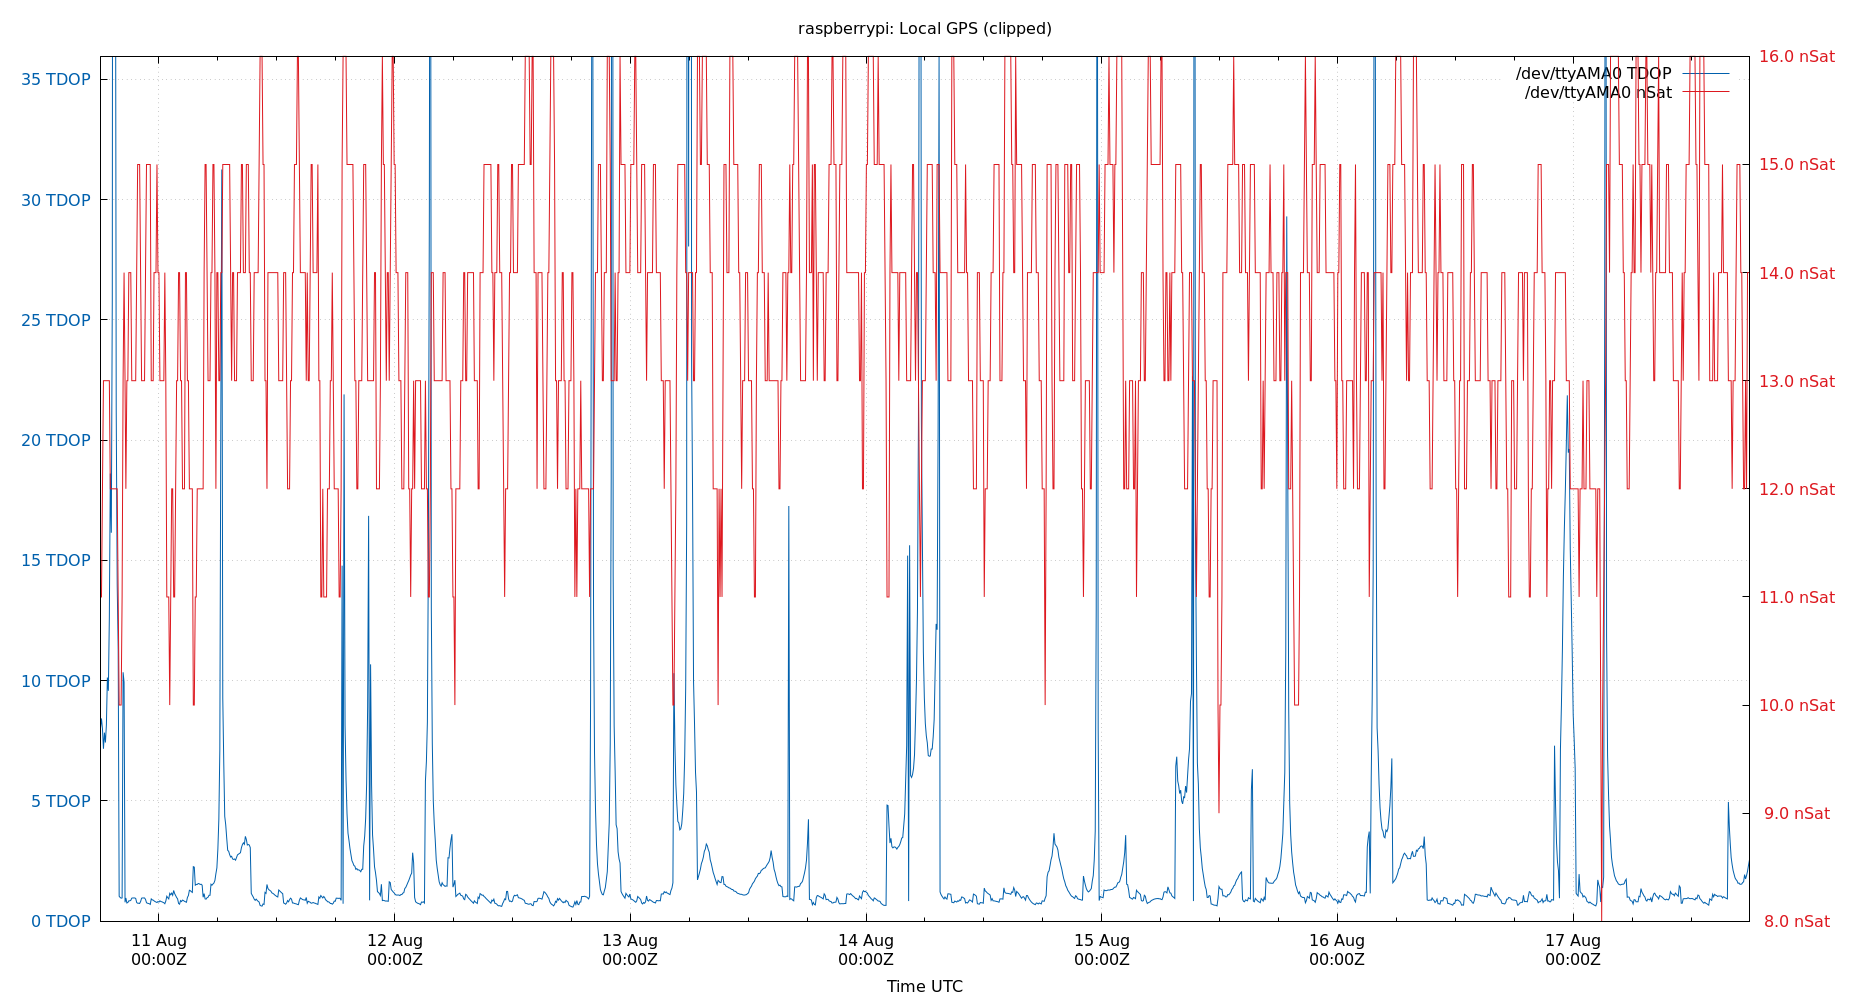 raspberrypi: Local GPS (clipped)
/dev/ttyAMA0 TDOP
/dev/ttyAMA0 nSat
35 TDOP
30 TDOP
25 TDOP
20 TDOP
15 TDOP
10 TDOP
5 TDOP
0 TDOP
16.0 nSat
15.0 nSat
14.0 nSat
13.0 nSat
12.0 nSat
11.0 nSat
10.0 nSat
9.0 nSat
8.0 nSat
11 Aug
00:00Z
12 Aug
00:00Z
13 Aug
00:00Z
14 Aug
00:00Z
15 Aug
00:00Z
16 Aug
00:00Z
17 Aug
00:00Z
Time UTC